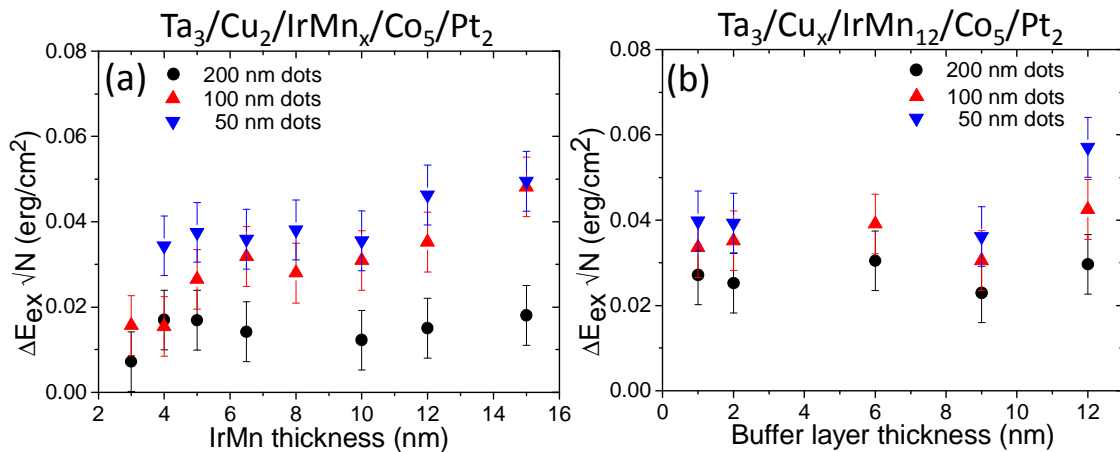 Ta₃/Cu₂/IrMnₓ/Co₅/Pt₂
(a)
200 nm dots
100 nm dots
50 nm dots
0.08
0.06
0.04
0.02
0.00
ΔEₑₓ √N (erg/cm²)
2 4 6 8 10 12 14 16
IrMn thickness (nm)
Ta₃/Cuₓ/IrMn₁₂/Co₅/Pt₂
(b)
200 nm dots
100 nm dots
50 nm dots
0.08
0.06
0.04
0.02
0.00
ΔEₑₓ √N (erg/cm²)
0 2 4 6 8 10 12
Buffer layer thickness (nm)